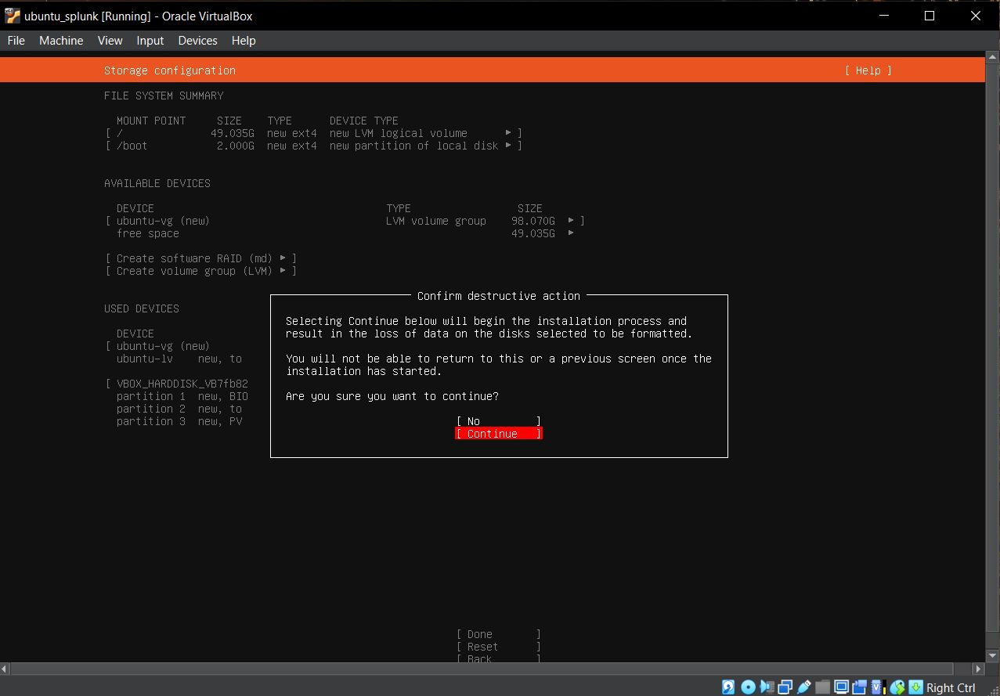 ubuntu_splunk [Running] - Oracle VirtualBox
File Machine View Input Devices Help
Storage configuration [ Help ]
FILE SYSTEM SUMMARY
MOUNT POINT SIZE TYPE DEVICE TYPE
[ / 49.035G new ext4 new LVM logical volume ▸ ]
[ /boot 2.000G new ext4 new partition of local disk ▸ ]
AVAILABLE DEVICES
DEVICE TYPE SIZE
[ ubuntu-vg (new) LVM volume group 98.070G ▸ ]
free space 49.035G ▸
[ Create software RAID (md) ▸ ]
[ Create volume group (LVM) ▸ ]
USED DEVICES
DEVICE
[ ubuntu-vg (new)
ubuntu-lv new, to
[ VBOX_HARDDISK_VB7fb82
partition 1 new, BIO
partition 2 new, to
partition 3 new, PV
Confirm destructive action
Selecting Continue below will begin the installation process and
result in the loss of data on the disks selected to be formatted.
You will not be able to return to this or a previous screen once the
installation has started.
Are you sure you want to continue?
[ No ]
[ Continue ]
[ Done ]
[ Reset ]
[ Back ]
Right Ctrl